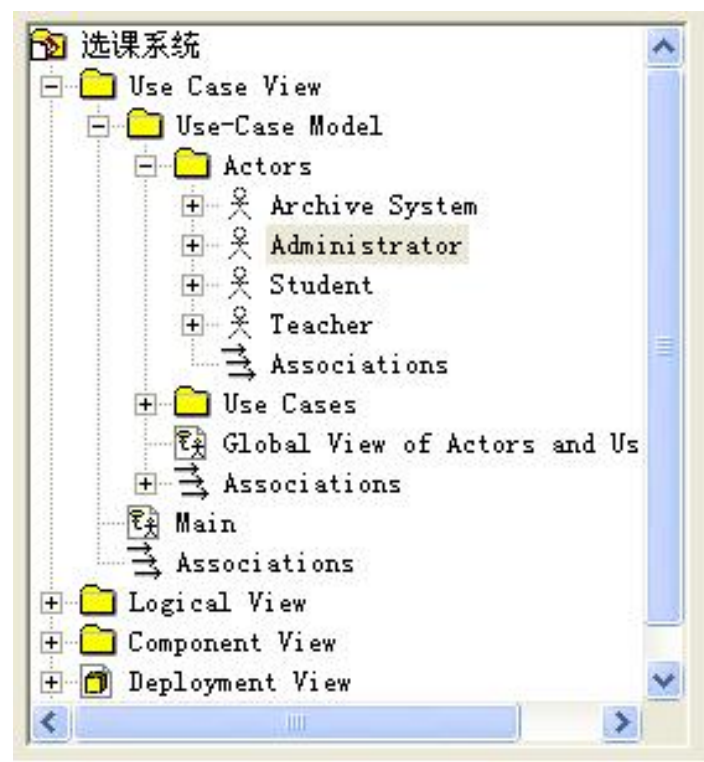 选课系统
Use Case View
Use-Case Model
Actors
Archive System
Administrator
Student
Teacher
Associations
Use Cases
Global View of Actors and Us
Associations
Main
Associations
Logical View
Component View
Deployment View